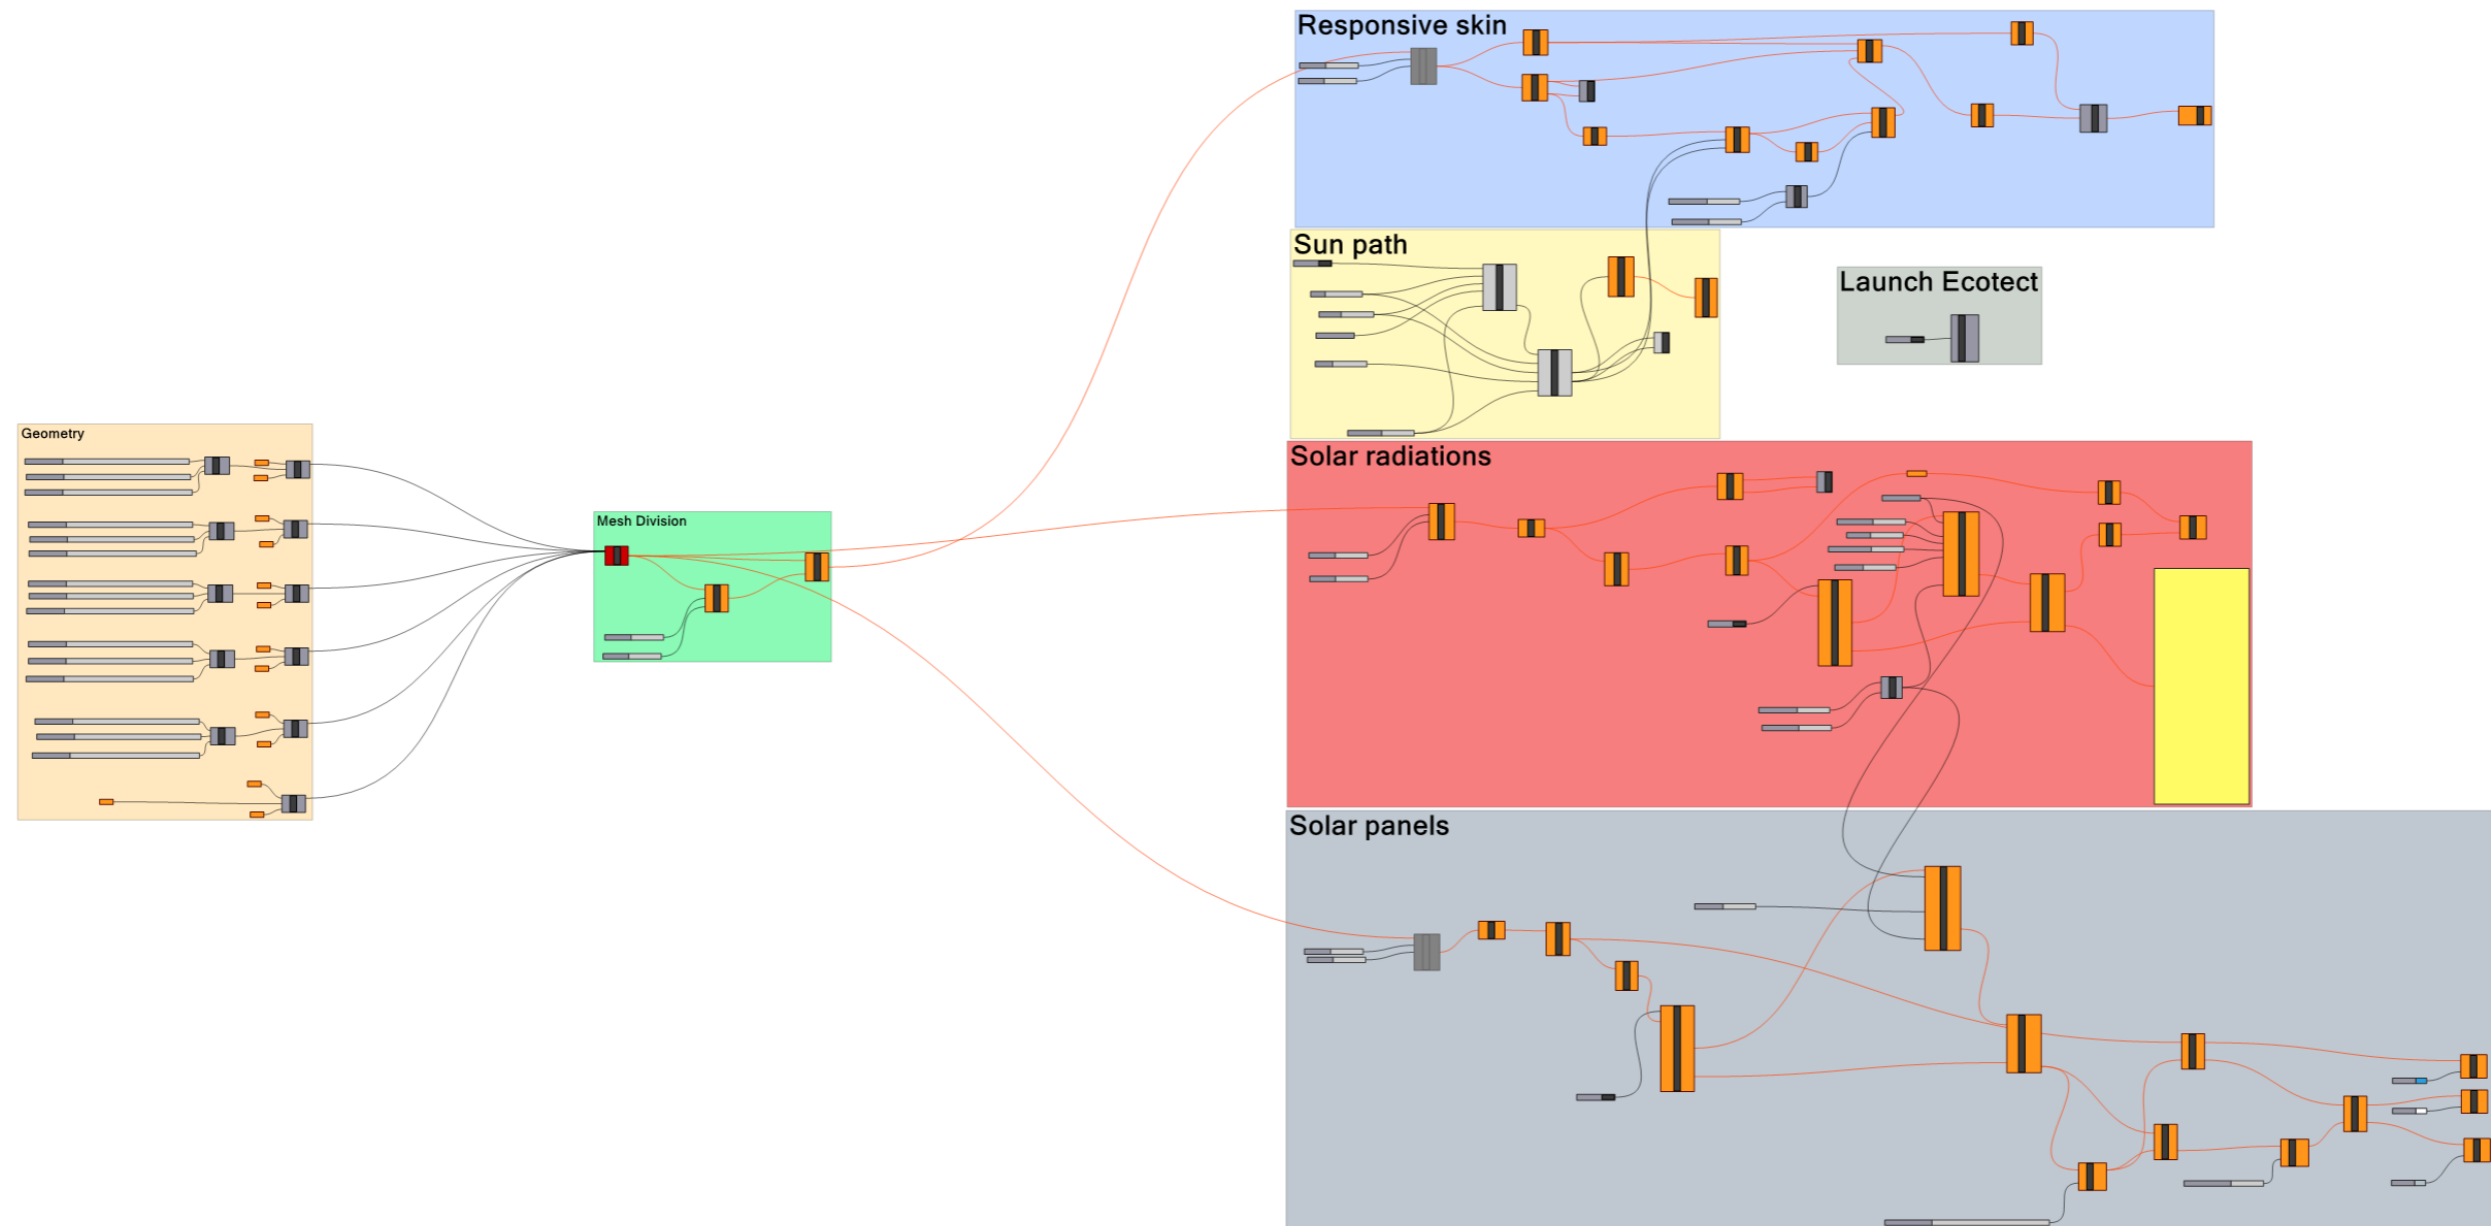 Geometry
Mesh Division
Responsive skin
Sun path
Launch Ecotect
Solar radiations
Solar panels